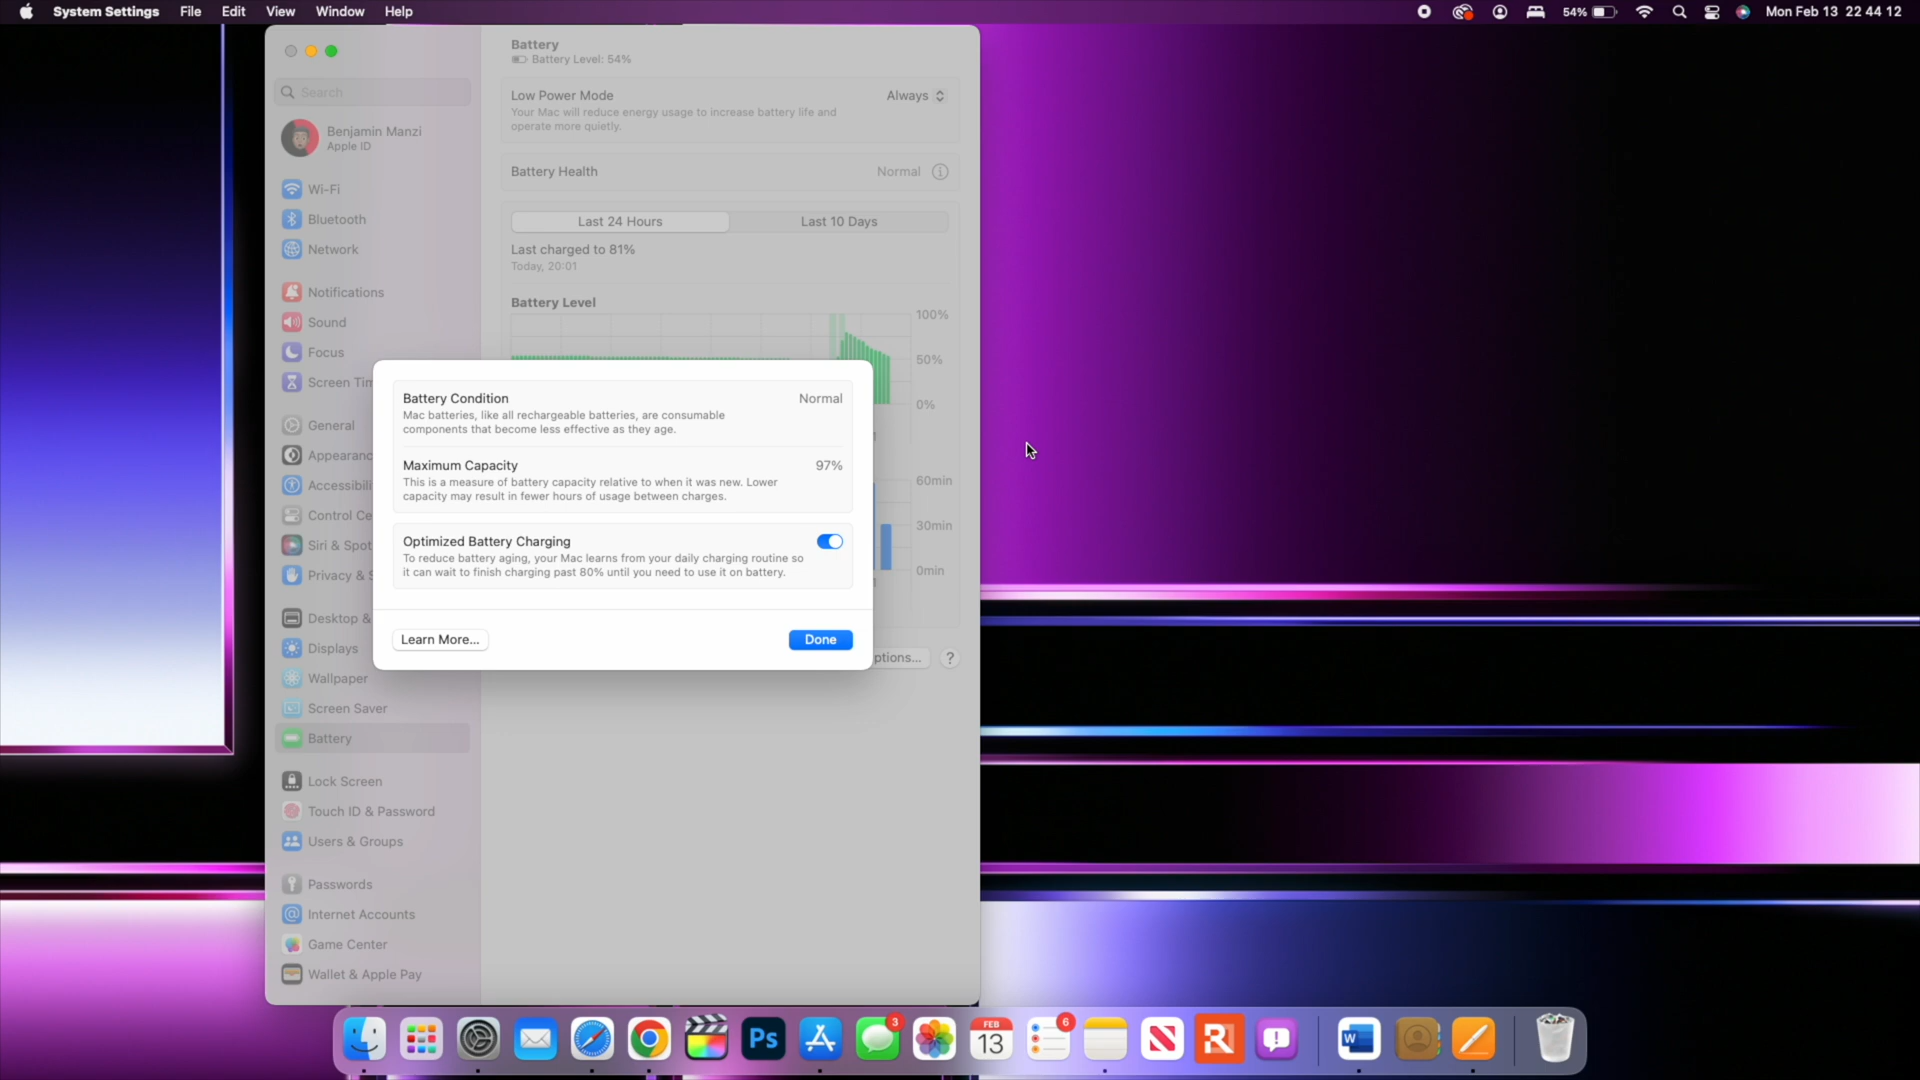 System Settings File Edit View Window Help
54% Mon Feb 13 22 44 12
Search
Benjamin Manzi
Apple ID
Wi-Fi
Bluetooth
Network
Notifications
Sound
Focus
Screen Tim
General
Appearanc
Accessibili
Control Ce
Siri & Spot
Privacy & S
Desktop &
Displays
Wallpaper
Screen Saver
Battery
Lock Screen
Touch ID & Password
Users & Groups
Passwords
Internet Accounts
Game Center
Wallet & Apple Pay
Battery
Battery Level: 54%
Low Power Mode Always
Your Mac will reduce energy usage to increase battery life and
operate more quietly.
Battery Health Normal
Last 24 Hours Last 10 Days
Last charged to 81%
Today, 20:01
Battery Level
100%
50%
0%
60min
30min
0min
ptions... ?
Battery Condition Normal
Mac batteries, like all rechargeable batteries, are consumable
components that become less effective as they age.
Maximum Capacity 97%
This is a measure of battery capacity relative to when it was new. Lower
capacity may result in fewer hours of usage between charges.
Optimized Battery Charging
To reduce battery aging, your Mac learns from your daily charging routine so
it can wait to finish charging past 80% until you need to use it on battery.
Learn More... Done
Ps
3
FEB
13
6
W